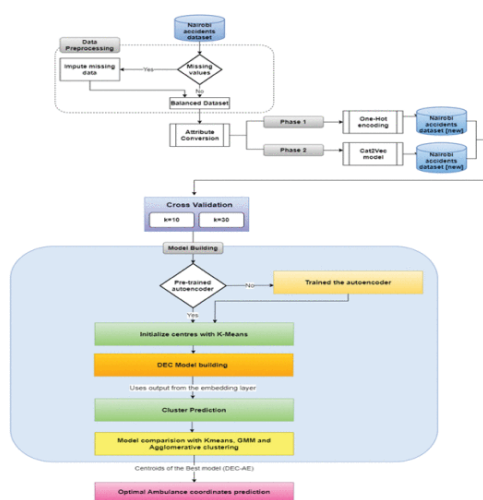 Nairobi
accidents
dataset
Data
Preprocessing
Impute missing
data
Yes
Missing
values
No
Balanced Dataset
Attribute
Conversion
Phase 1
One-Hot
encoding
Nairobi
accidents
dataset [new]
Phase 2
Cat2Vec
model
Nairobi
accidents
dataset [new]
Cross Validation
k=10
k=30
Model Building
Pre-trained
autoencoder
No
Trained the autoencoder
Yes
Initialize centres with K-Means
DEC Model building
Uses output from the embedding layer
Cluster Prediction
Model comparision with Kmeans, GMM and
Agglomerative clustering
Centroids of the Best model (DEC-AE)
Optimal Ambulance coordinates prediction